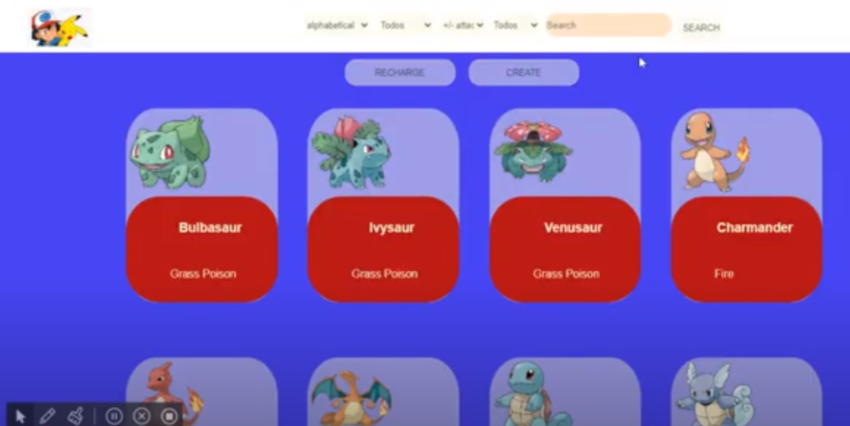 alphabetical Todos +/- attac Todos Search SEARCH
RECHARGE CREATE
Bulbasaur Ivysaur Venusaur Charmander
Grass Poison Grass Poison Grass Poison Fire